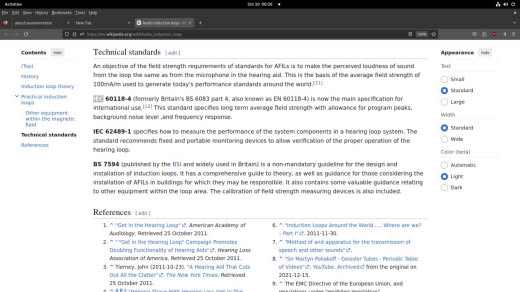 Activities
Oct 30 00:26
File Edit View History Bookmarks Tools Help
New Tab
Audio induction loop
Contents hide
(Top)
History
Induction loop theory
Practical induction
loops
Other equipment
within the magnetic
field
Technical standards
References
Technical standards [ edit ]
An objective of the field strength requirements of standards for AFILs is to make the perceived loudness of sound
from the loop the same as from the microphone in the hearing aid. This is the basis of the average field strength of
100mA/m used to generate today's performance standards around the world.[11]
60118-4 (formerly Britain's BS 6083 part 4, also known as EN 60118-4) is now the main specification for
international use.[12] This standard specifies long term average field strength with allowance for program peaks,
background noise level ,and frequency response.
IEC 62489-1 specifies how to measure the performance of the system components in a hearing loop system. The
standard recommends fixed and portable monitoring devices to allow verification of the proper operation of the
hearing loop.
BS 7594 (published by the BSI and widely used in Britain) is a non-mandatory guideline for the design and
installation of induction loops. It has a comprehensive guide to theory, as well as guidance for those considering the
installation of AFILs in buildings for which they may be responsible. It also contains some valuable guidance relating
to other equipment within the loop area. The calibration of field strength measuring devices is also included.
References [ edit ]
1. ^ "Get in the Hearing Loop". American Academy of
Audiology. Retrieved 25 October 2011.
2. ^ ""Get in the Hearing Loop" Campaign Promotes
Doubling Functionality of Hearing Aids". Hearing Loss
Association of America. Retrieved 25 October 2011.
3. ^ Tierney, John (2011-10-23). "A Hearing Aid That Cuts
Out All the Clatter". The New York Times. Retrieved
25 October 2011.
6. ^ "Induction Loops Around the World..... Where are we?
- Part I". 2011-11-30.
7. ^ "Method of and apparatus for the transmission of
speech and other sounds".
8. ^ "Sir Martyn Poliakoff - Geissler Tubes - Periodic Table
of Videos". YouTube. Archived from the original on
2021-12-15.
9. ^ The EMC Directive of the European Union, and
Appearance hide
Text
Small
Standard
Large
Width
Standard
Wide
Color (beta)
Automatic
Light
Dark